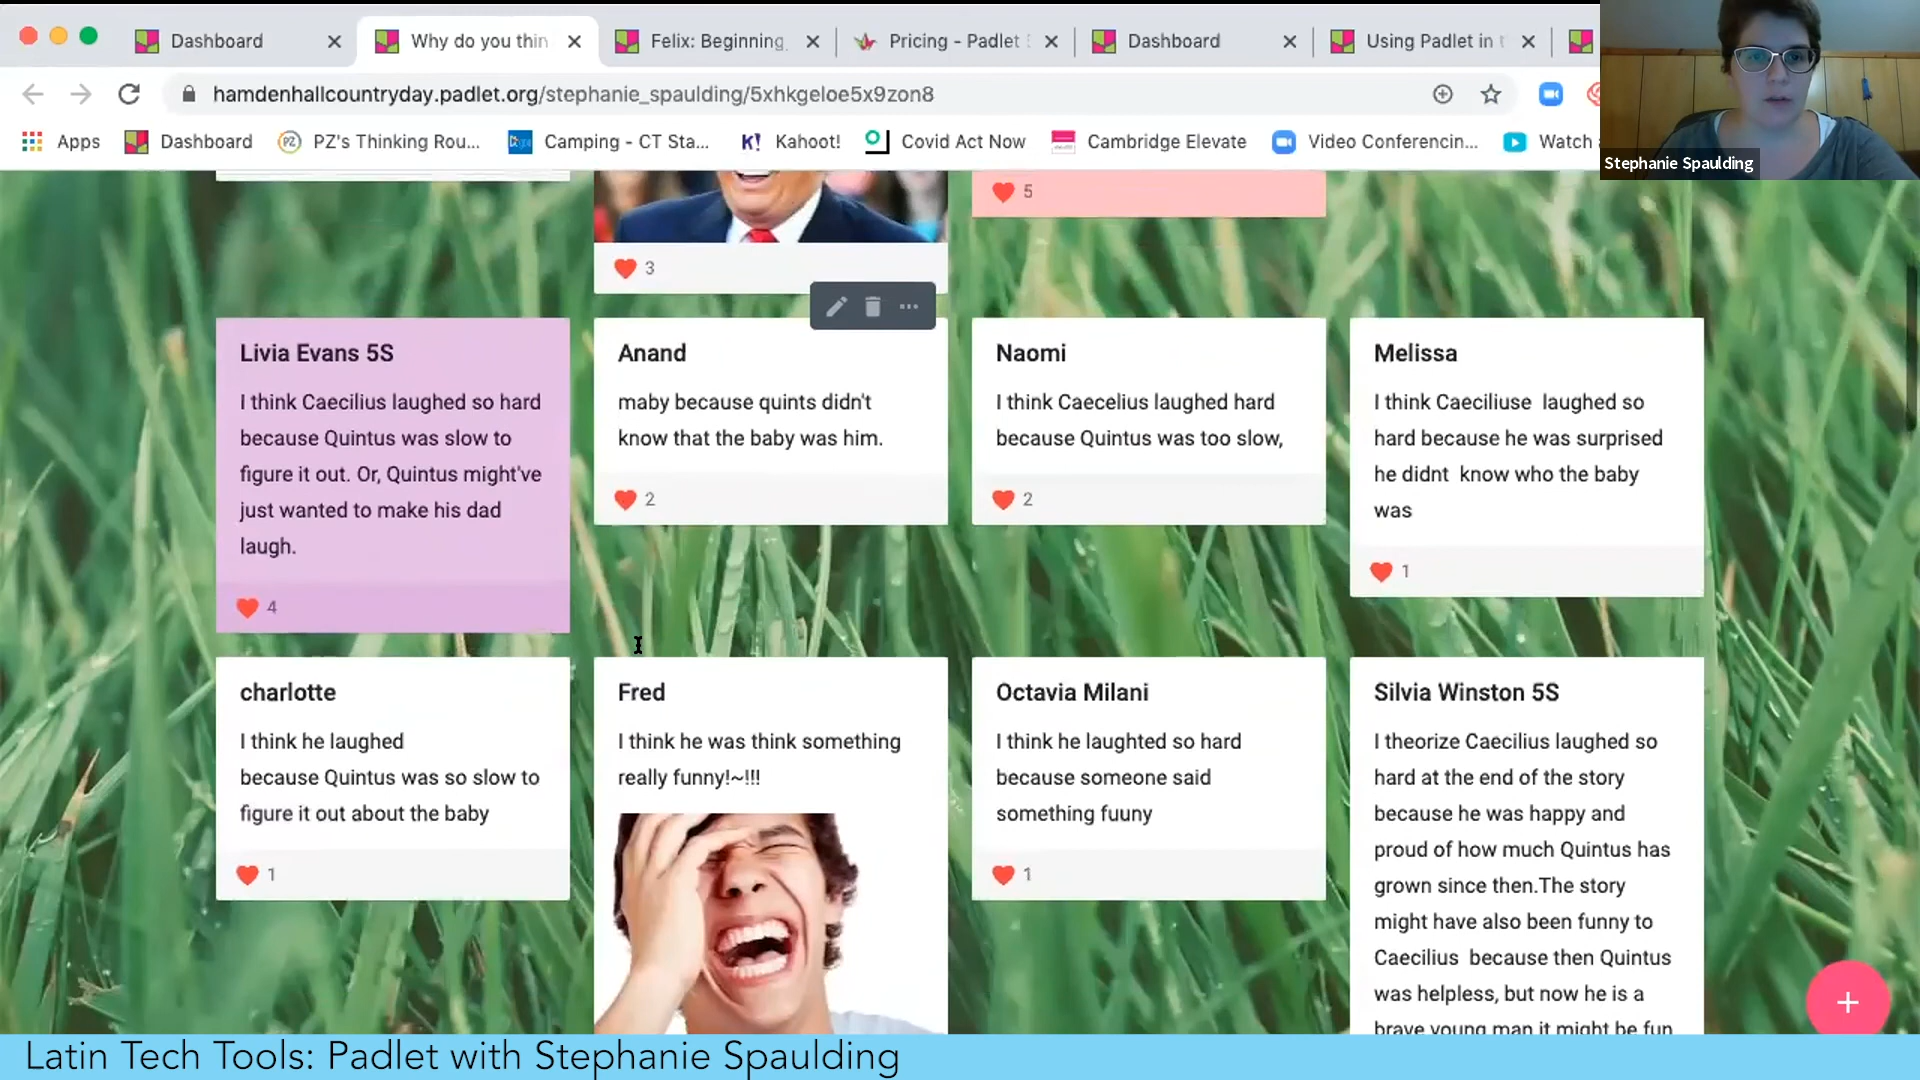 Dashboard
Why do you thin
Felix: Beginning
Pricing - Padlet
Dashboard
Using Padlet in
hamdenhallcountryday.padlet.org/stephanie_spaulding/5xhkgeloe5x9zon8
Apps
Dashboard
PZ's Thinking Rou...
Camping - CT Sta...
Kahoot!
Covid Act Now
Cambridge Elevate
Video Conferencin...
Watch
Stephanie Spaulding
3
5
Livia Evans 5S
I think Caecilius laughed so hard
because Quintus was slow to
figure it out. Or, Quintus might've
just wanted to make his dad
laugh.
4
Anand
maby because quints didn't
know that the baby was him.
2
Naomi
I think Caecelius laughed hard
because Quintus was too slow,
2
Melissa
I think Caeciliuse laughed so
hard because he was surprised
he didnt know who the baby
was
1
charlotte
I think he laughed
because Quintus was so slow to
figure it out about the baby
1
Fred
I think he was think something
really funny!~!!!
Octavia Milani
I think he laughted so hard
because someone said
something fuuny
1
Silvia Winston 5S
I theorize Caecilius laughed so
hard at the end of the story
because he was happy and
proud of how much Quintus has
grown since then.The story
might have also been funny to
Caecilius because then Quintus
was helpless, but now he is a
brave young man it might be fun
Latin Tech Tools: Padlet with Stephanie Spaulding